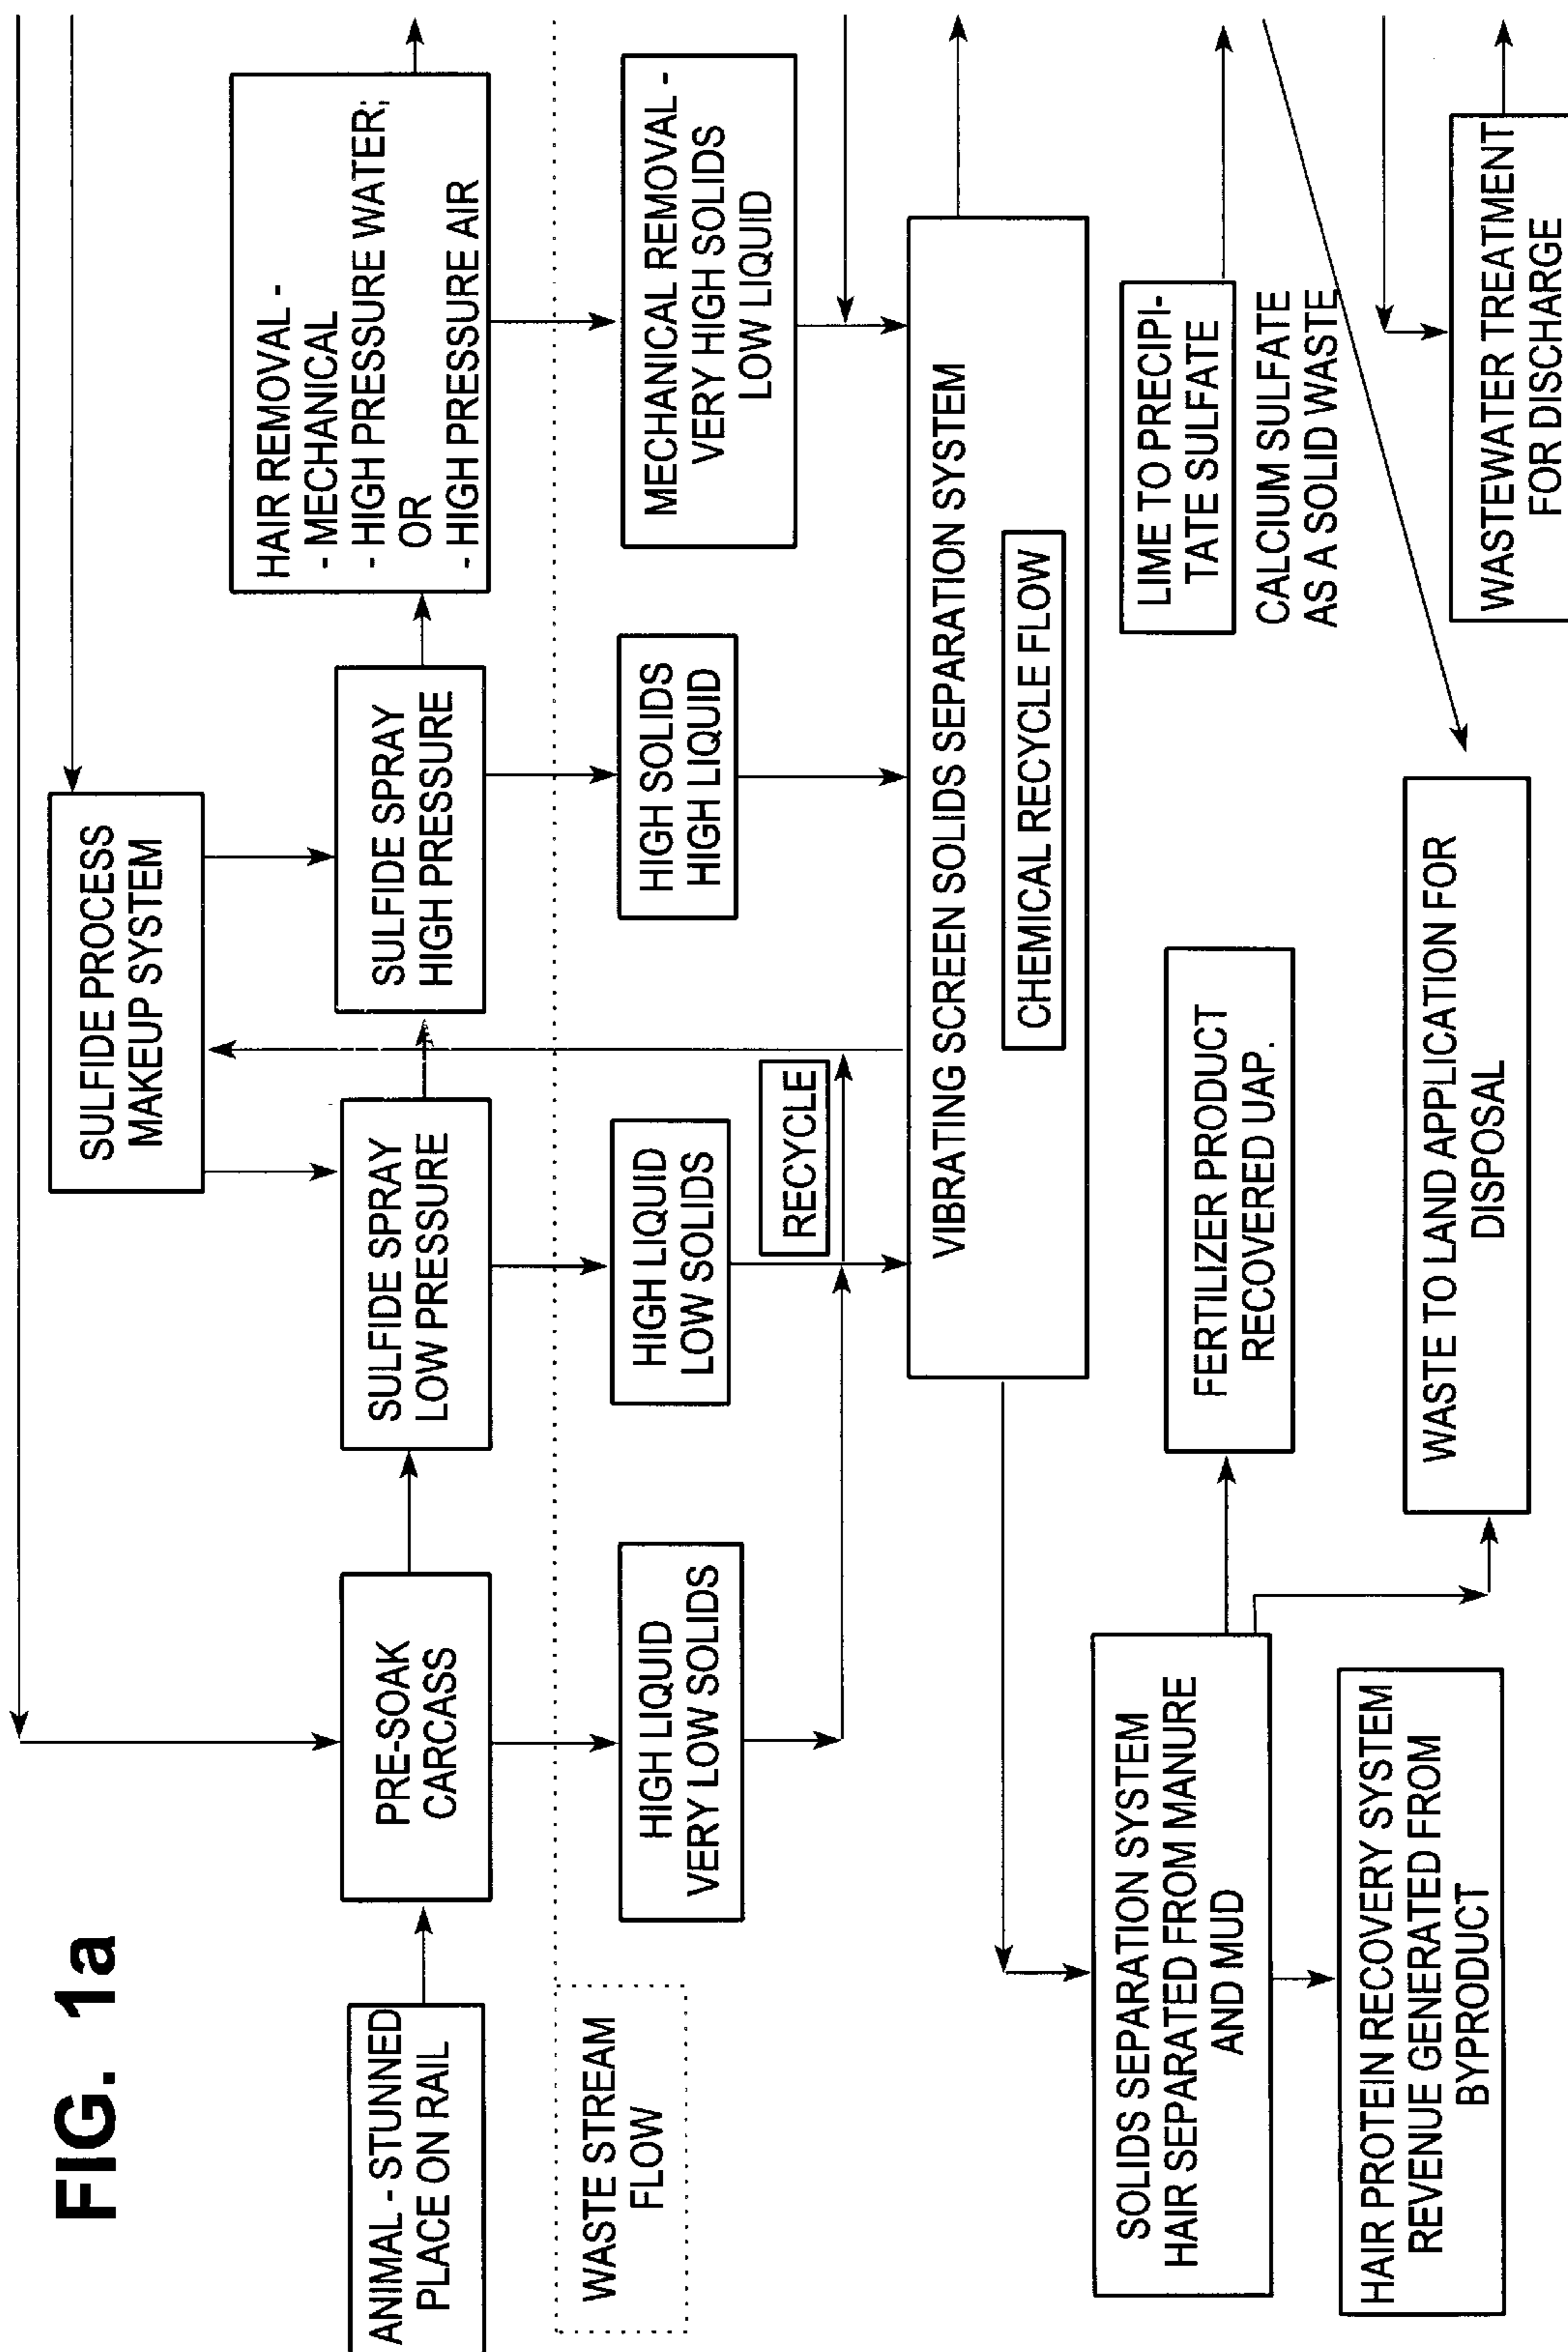 FIG. 1a
SULFIDE PROCESS
MAKEUP SYSTEM
ANIMAL - STUNNED
PLACE ON RAIL
PRE-SOAK
CARCASS
SULFIDE SPRAY
LOW PRESSURE
SULFIDE SPRAY
HIGH PRESSURE
HAIR REMOVAL -
- MECHANICAL
- HIGH PRESSURE WATER;
OR
- HIGH PRESSURE AIR
WASTE STREAM
FLOW
HIGH LIQUID
VERY LOW SOLIDS
HIGH LIQUID
LOW SOLIDS
HIGH SOLIDS
HIGH LIQUID
MECHANICAL REMOVAL -
VERY HIGH SOLIDS
LOW LIQUID
RECYCLE
VIBRATING SCREEN SOLIDS SEPARATION SYSTEM
CHEMICAL RECYCLE FLOW
SOLIDS SEPARATION SYSTEM
HAIR SEPARATED FROM MANURE
AND MUD
FERTILIZER PRODUCT
RECOVERED UAP.
LIME TO PRECIPI-
TATE SULFATE
CALCIUM SULFATE
AS A SOLID WASTE
HAIR PROTEIN RECOVERY SYSTEM
REVENUE GENERATED FROM
BYPRODUCT
WASTE TO LAND APPLICATION FOR
DISPOSAL
WASTEWATER TREATMENT
FOR DISCHARGE